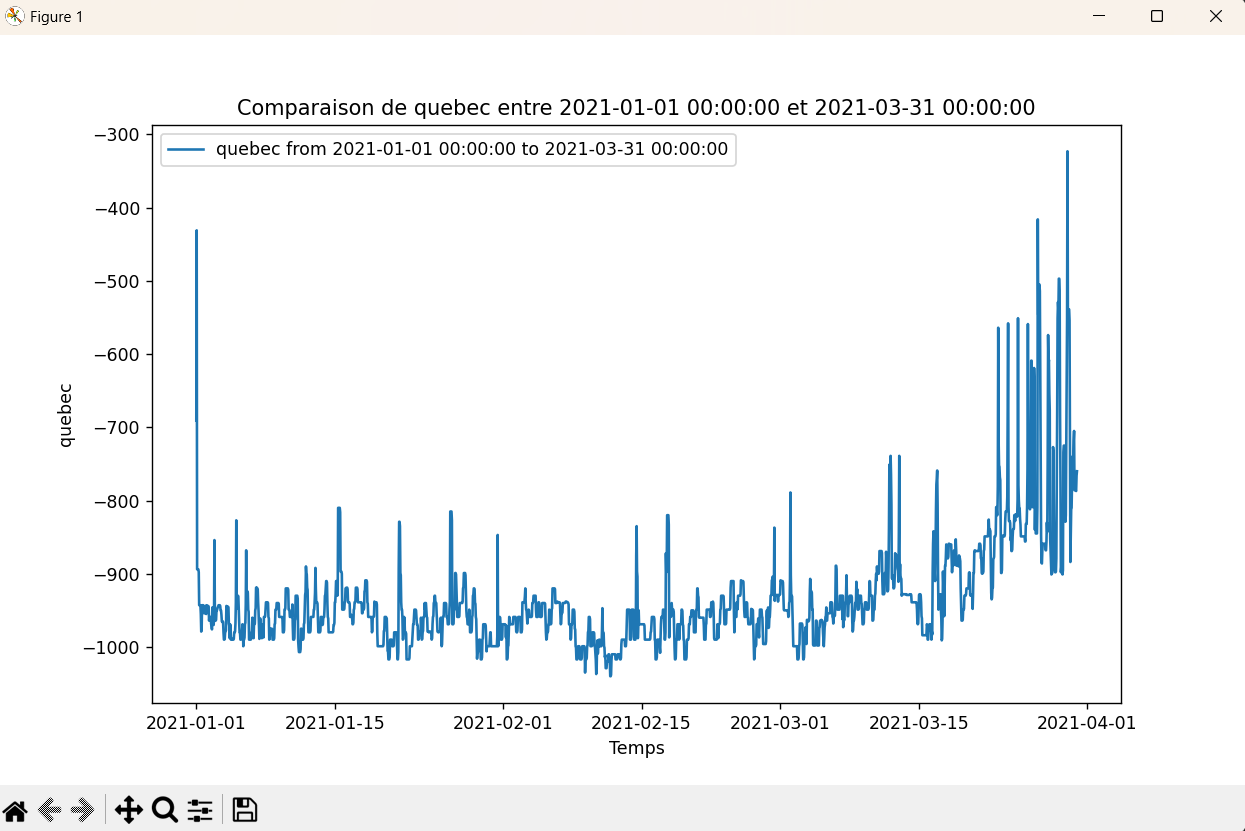 Figure 1
Comparaison de quebec entre 2021-01-01 00:00:00 et 2021-03-31 00:00:00
quebec from 2021-01-01 00:00:00 to 2021-03-31 00:00:00
−300
−400
−500
−600
−700
−800
−900
−1000
quebec
2021-01-01 2021-01-15 2021-02-01 2021-02-15 2021-03-01 2021-03-15 2021-04-01
Temps